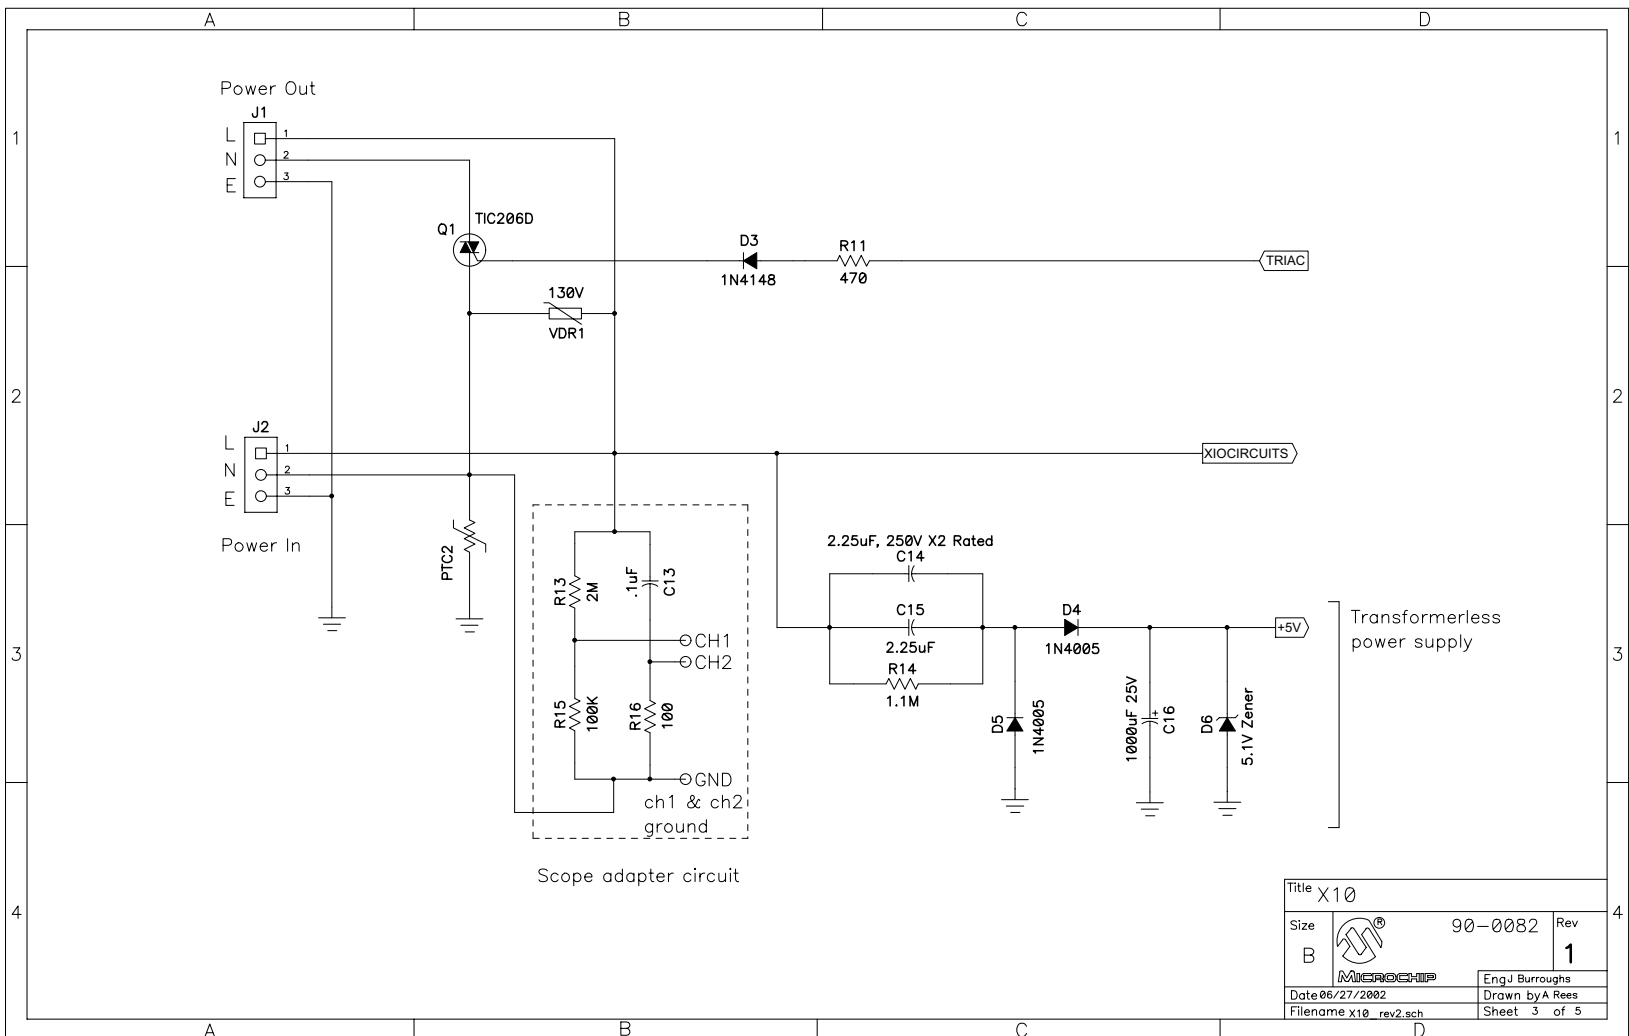 A B C D
Power Out
J1
1 L 1 1
N 2
E 3
TIC206D
Q1
D3
R11
TRIAC
1N4148
470
130V
VDR1
2 2
J2
L 1
XIOCIRCUITS
N 2
E 3
Power In
PTC2
2.25uF, 250V X2 Rated
C14
R13
2M
.1uF
C13
C15
D4
Transformerless
+5V
CH1
2.25uF
1N4005
power supply
3 3
CH2
R14
1.1M
R15
100K
R16
100
D5
1N4005
1000uF 25V
+
C16
D6
5.1V Zener
GND
ch1 & ch2
ground
Scope adapter circuit
Title X10
4 4
Size
B
®
90-0082
Rev
1
MICROCHIP
Eng J Burroughs
Date 06/27/2002
Drawn by A Rees
Filename X10_rev2.sch
Sheet 3 of 5
A B C D